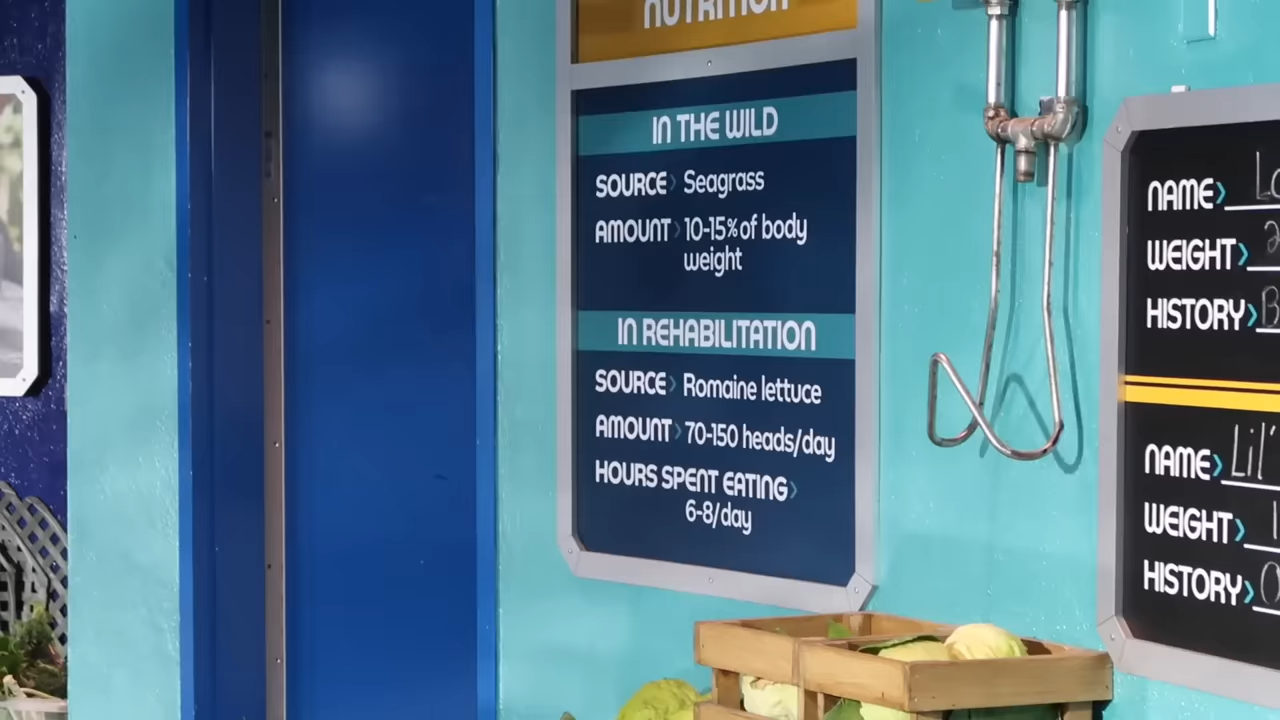 NUTRITION
IN THE WILD
SOURCE› Seagrass
AMOUNT› 10-15% of body
weight
IN REHABILITATION
SOURCE› Romaine lettuce
AMOUNT› 70-150 heads/day
HOURS SPENT EATING›
6-8/day
NAME›
WEIGHT›
HISTORY›
NAME› Lil'
WEIGHT›
HISTORY›